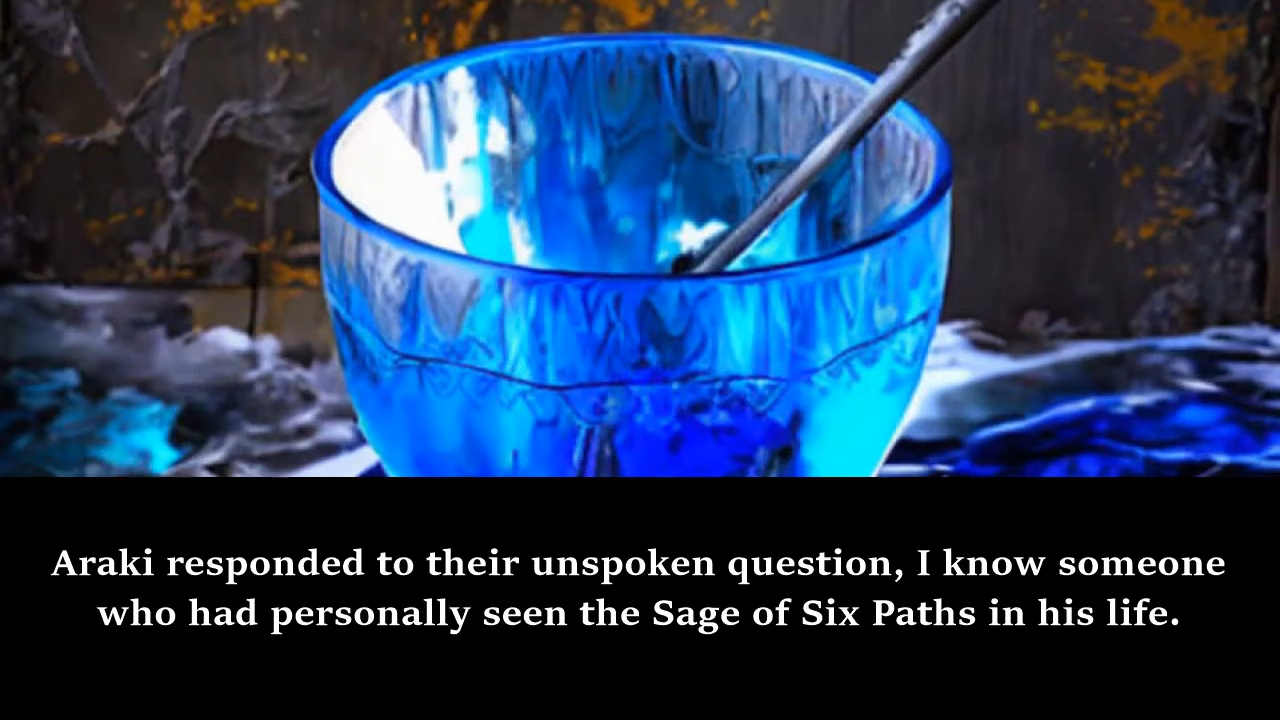 Araki responded to their unspoken question, I know someone
who had personally seen the Sage of Six Paths in his life.